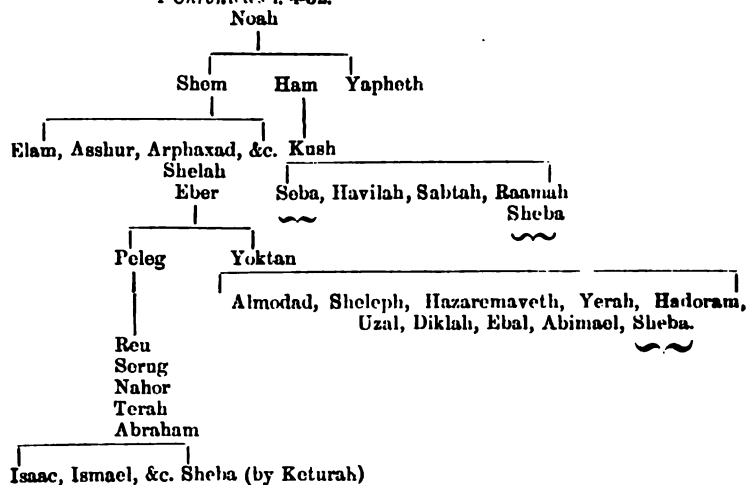 Noah
Shem Ham Yapheth
Elam, Asshur, Arphaxad, &c. Kush
Shelah
Eber
Seba, Havilah, Sabtah, Raamah
Sheba
Peleg Yoktan
Almodad, Sheleph, Hazaremaveth, Yerah, Hadoram,
Uzal, Diklah, Ebal, Abimael, Sheba.
Reu
Serug
Nahor
Terah
Abraham
Isaac, Ismael, &c. Sheba (by Keturah)